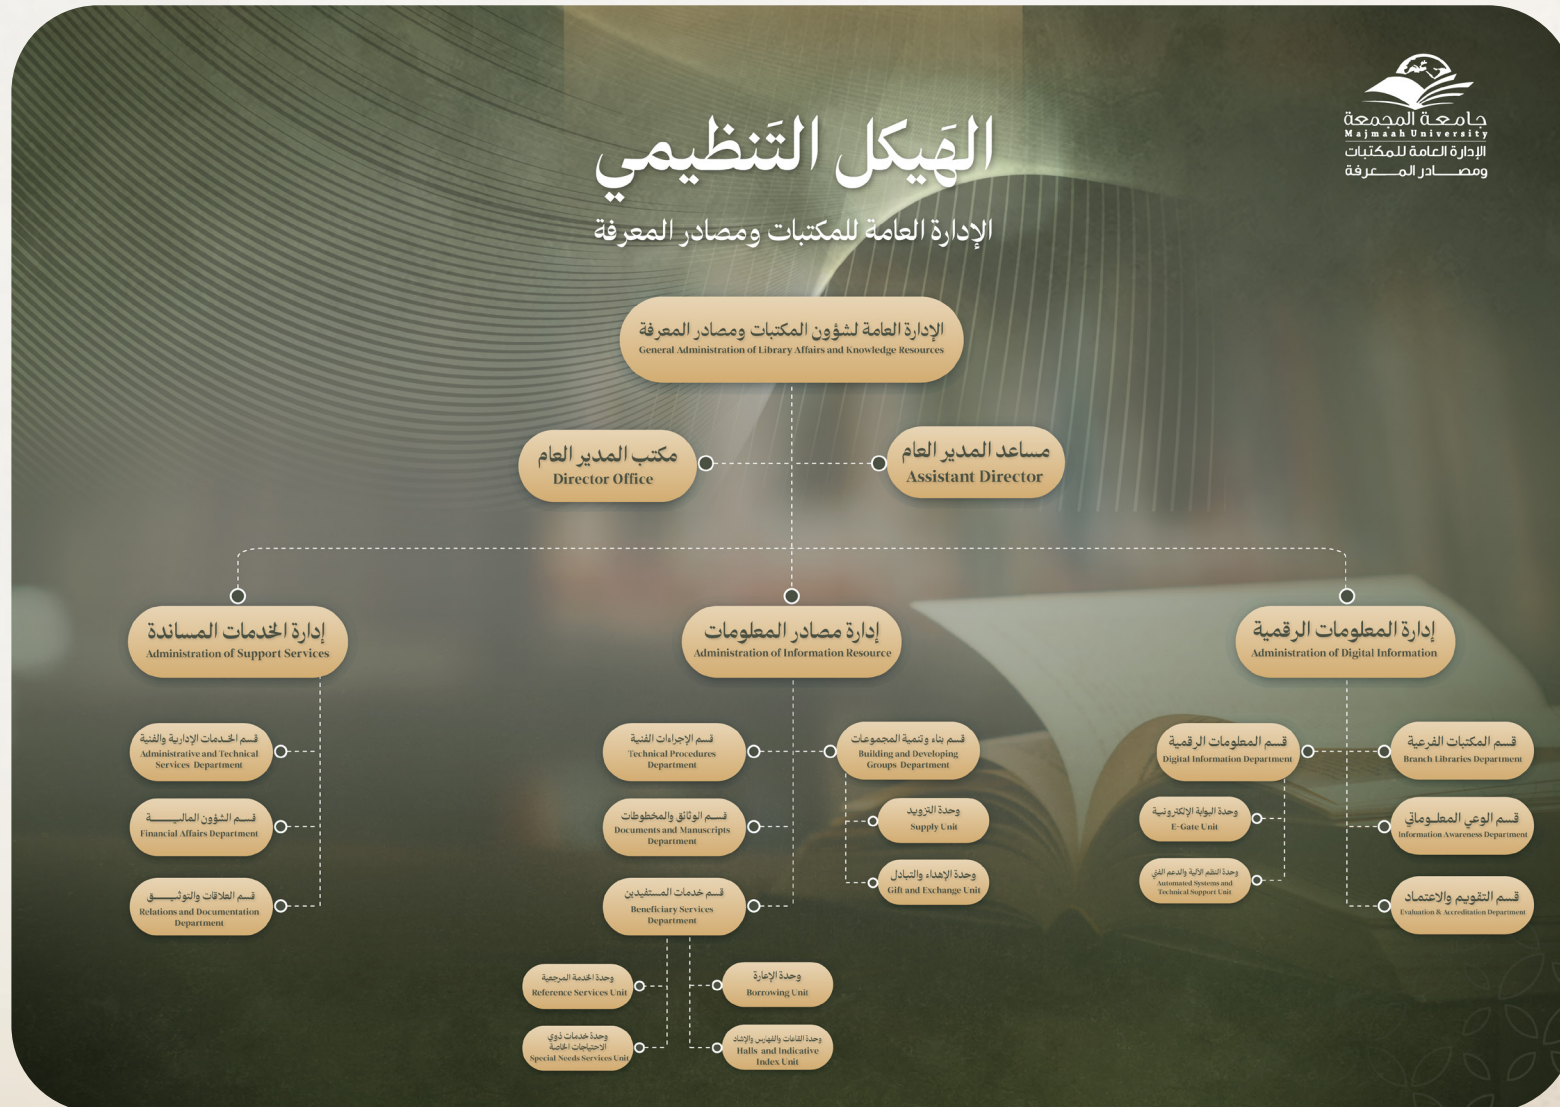 جامعة المجمعة
Majmaah University
الإدارة العامة للمكتبات
ومصادر المعرفة
الهَيكل التَنظيمي
الإدارة العامة للمكتبات ومصادر المعرفة
الإدارة العامة لشؤون المكتبات ومصادر المعرفة
General Administration of Library Affairs and Knowledge Resources
مساعد المدير العام
Assistant Director
مكتب المدير العام
Director Office
إدارة المعلومات الرقمية
Administration of Digital Information
إدارة مصادر المعلومات
Administration of Information Resource
إدارة الخدمات المساندة
Administration of Support Services
قسم المكتبات الفرعية
Branch Libraries Department
قسم الوعي المعلوماتي
Information Awareness Department
قسم التقويم والاعتماد
Evaluation & Accreditation Department
قسم المعلومات الرقمية
Digital Information Department
وحدة البوابة الإلكترونية
E-Gate Unit
وحدة النظم الآلية والدعم الفني
Automated Systems and
Technical Support Unit
قسم بناء وتنمية المجموعات
Building and Developing
Groups Department
وحدة التزويد
Supply Unit
وحدة الإهداء والتبادل
Gift and Exchange Unit
قسم الإجراءات الفنية
Technical Procedures
Department
قسم الوثائق والمخطوطات
Documents and Manuscripts
Department
قسم خدمات المستفيدين
Beneficiary Services
Department
وحدة الإعارة
Borrowing Unit
وحدة القاعات والفهارس والإشاد
Halls and Indicative
Index Unit
وحدة الخدمة المرجعية
Reference Services Unit
وحدة خدمات ذوي
الاحتياجات الخاصة
Special Needs Services Unit
قسم الخدمات الإدارية والفنية
Administrative and Technical
Services Department
قسم الشؤون المالية
Financial Affairs Department
قسم العلاقات والتوثيق
Relations and Documentation
Department